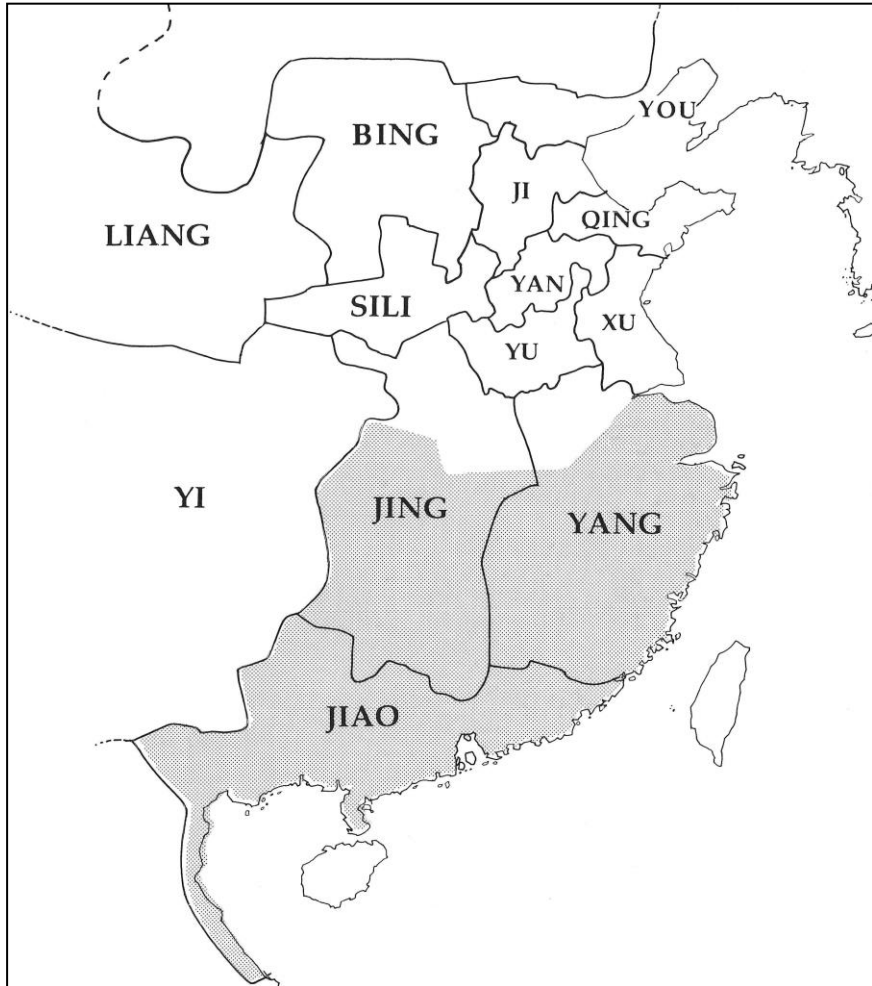 YOU
BING
JI
QING
LIANG
YAN
SILI
XU
YU
YI
JING
YANG
JIAO